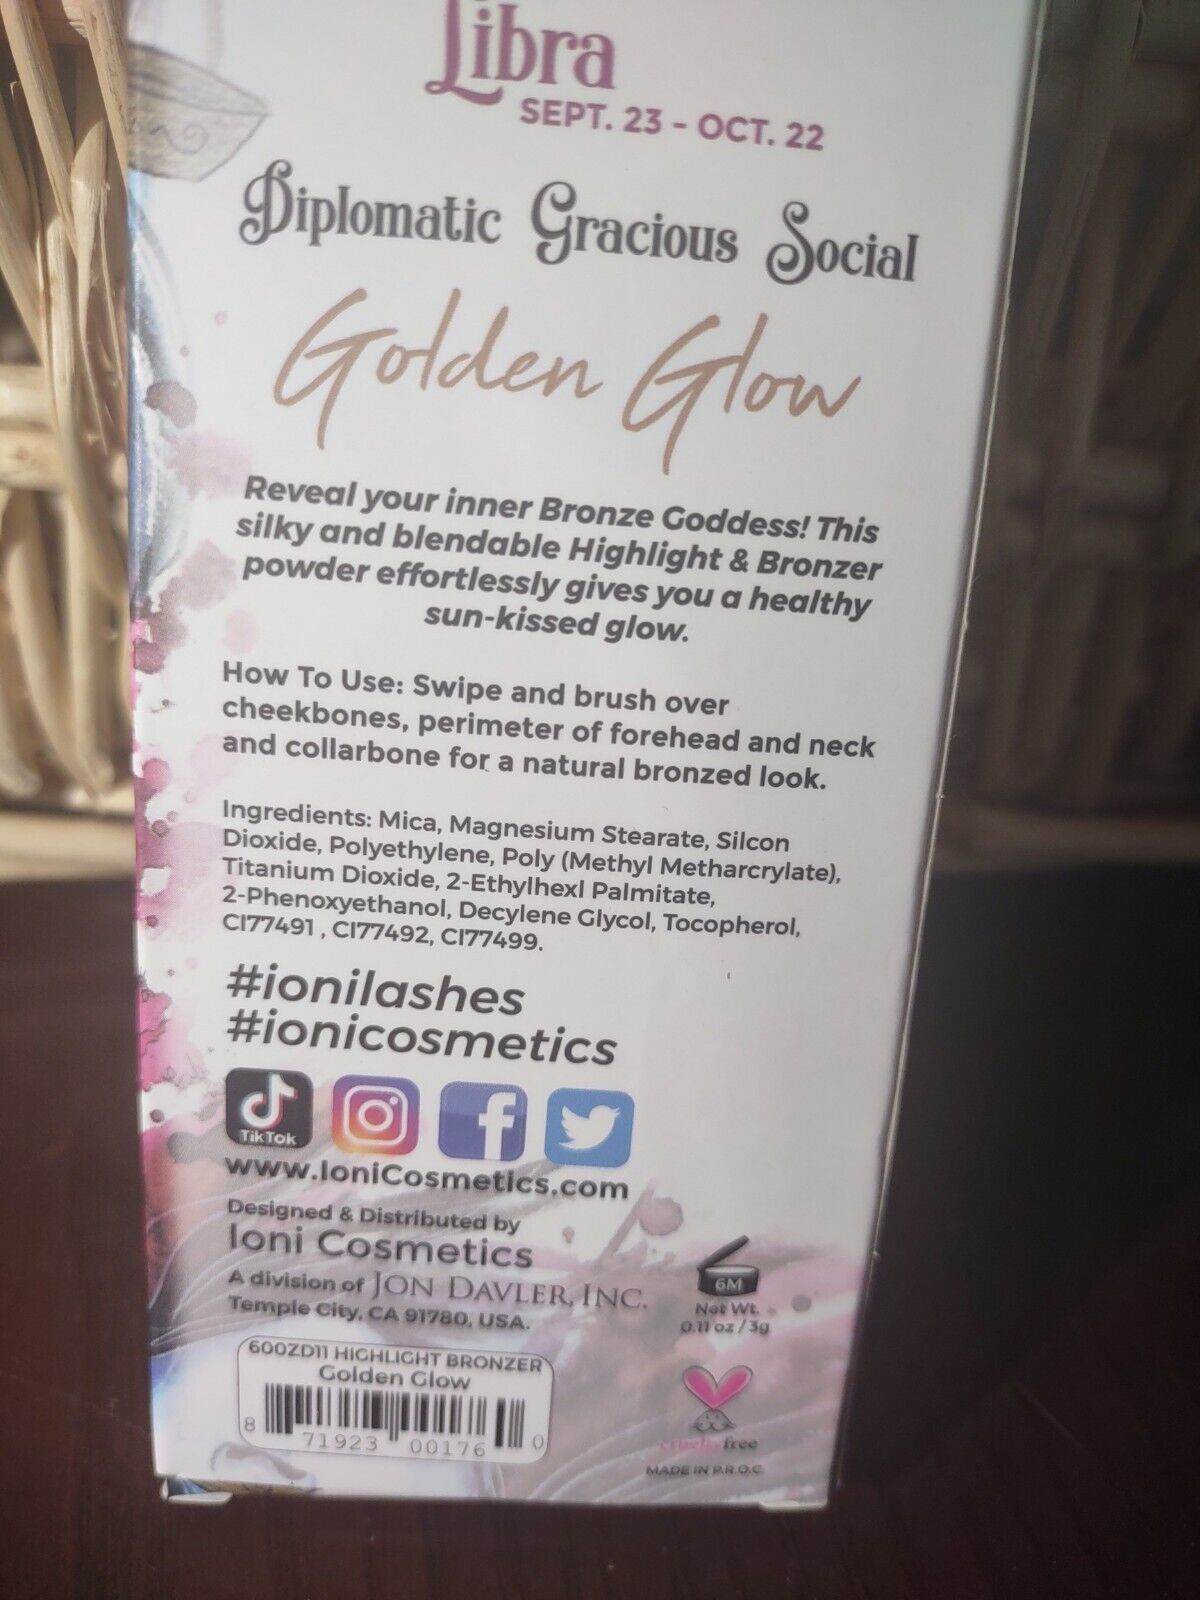 Libra
SEPT. 23 - OCT. 22
Diplomatic Gracious Social
Golden Glow
Reveal your inner Bronze Goddess! This
silky and blendable Highlight & Bronzer
powder effortlessly gives you a healthy
sun-kissed glow.
How To Use: Swipe and brush over
cheekbones, perimeter of forehead and neck
and collarbone for a natural bronzed look.
Ingredients: Mica, Magnesium Stearate, Silcon
Dioxide, Polyethylene, Poly (Methyl Metharcrylate),
Titanium Dioxide, 2-Ethylhexl Palmitate,
2-Phenoxyethanol, Decylene Glycol, Tocopherol,
CI77491 , CI77492, CI77499.
#ionilashes
#ionicosmetics
TikTok
www.IoniCosmetics.com
Designed & Distributed by
Ioni Cosmetics
A division of JON DAVLER, INC.
Temple City, CA 91780, USA.
6M
Net Wt.
0.11 oz / 3g
600ZD11 HIGHLIGHT BRONZER
Golden Glow
8 71923 00176 0
cruelty free
MADE IN P.R.O.C.